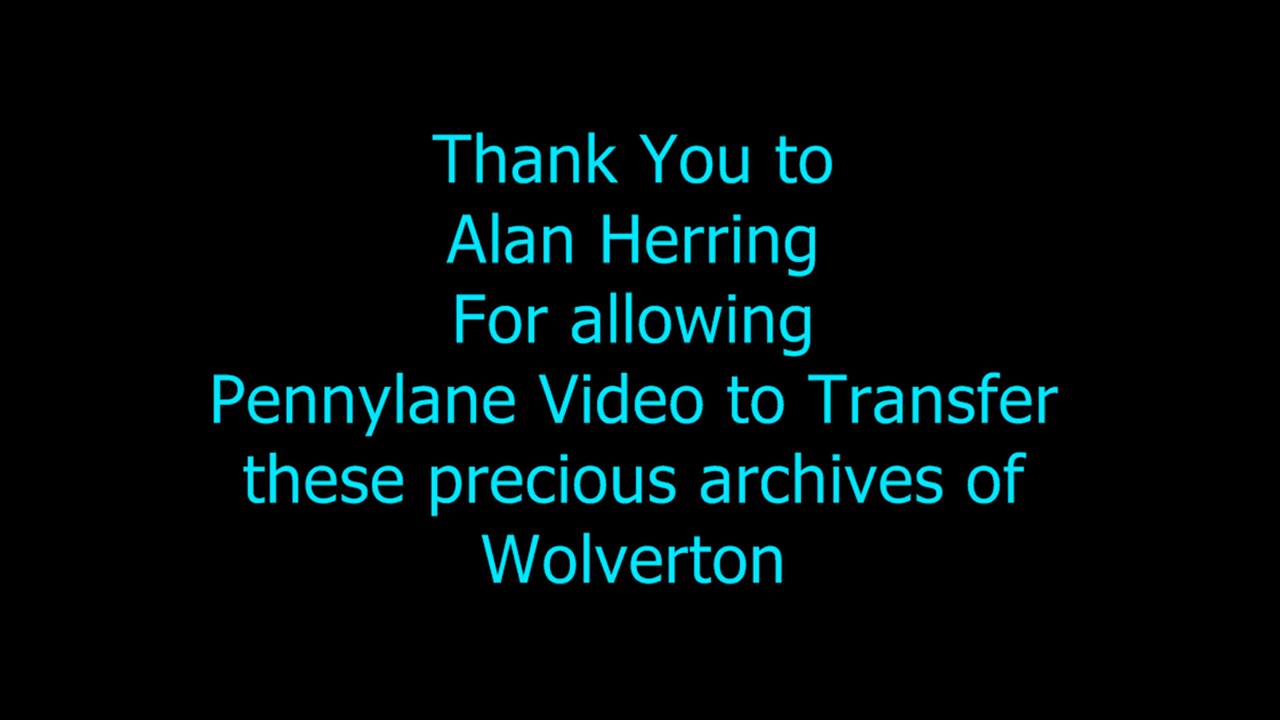 Thank You to
Alan Herring
For allowing
Pennylane Video to Transfer
these precious archives of
Wolverton